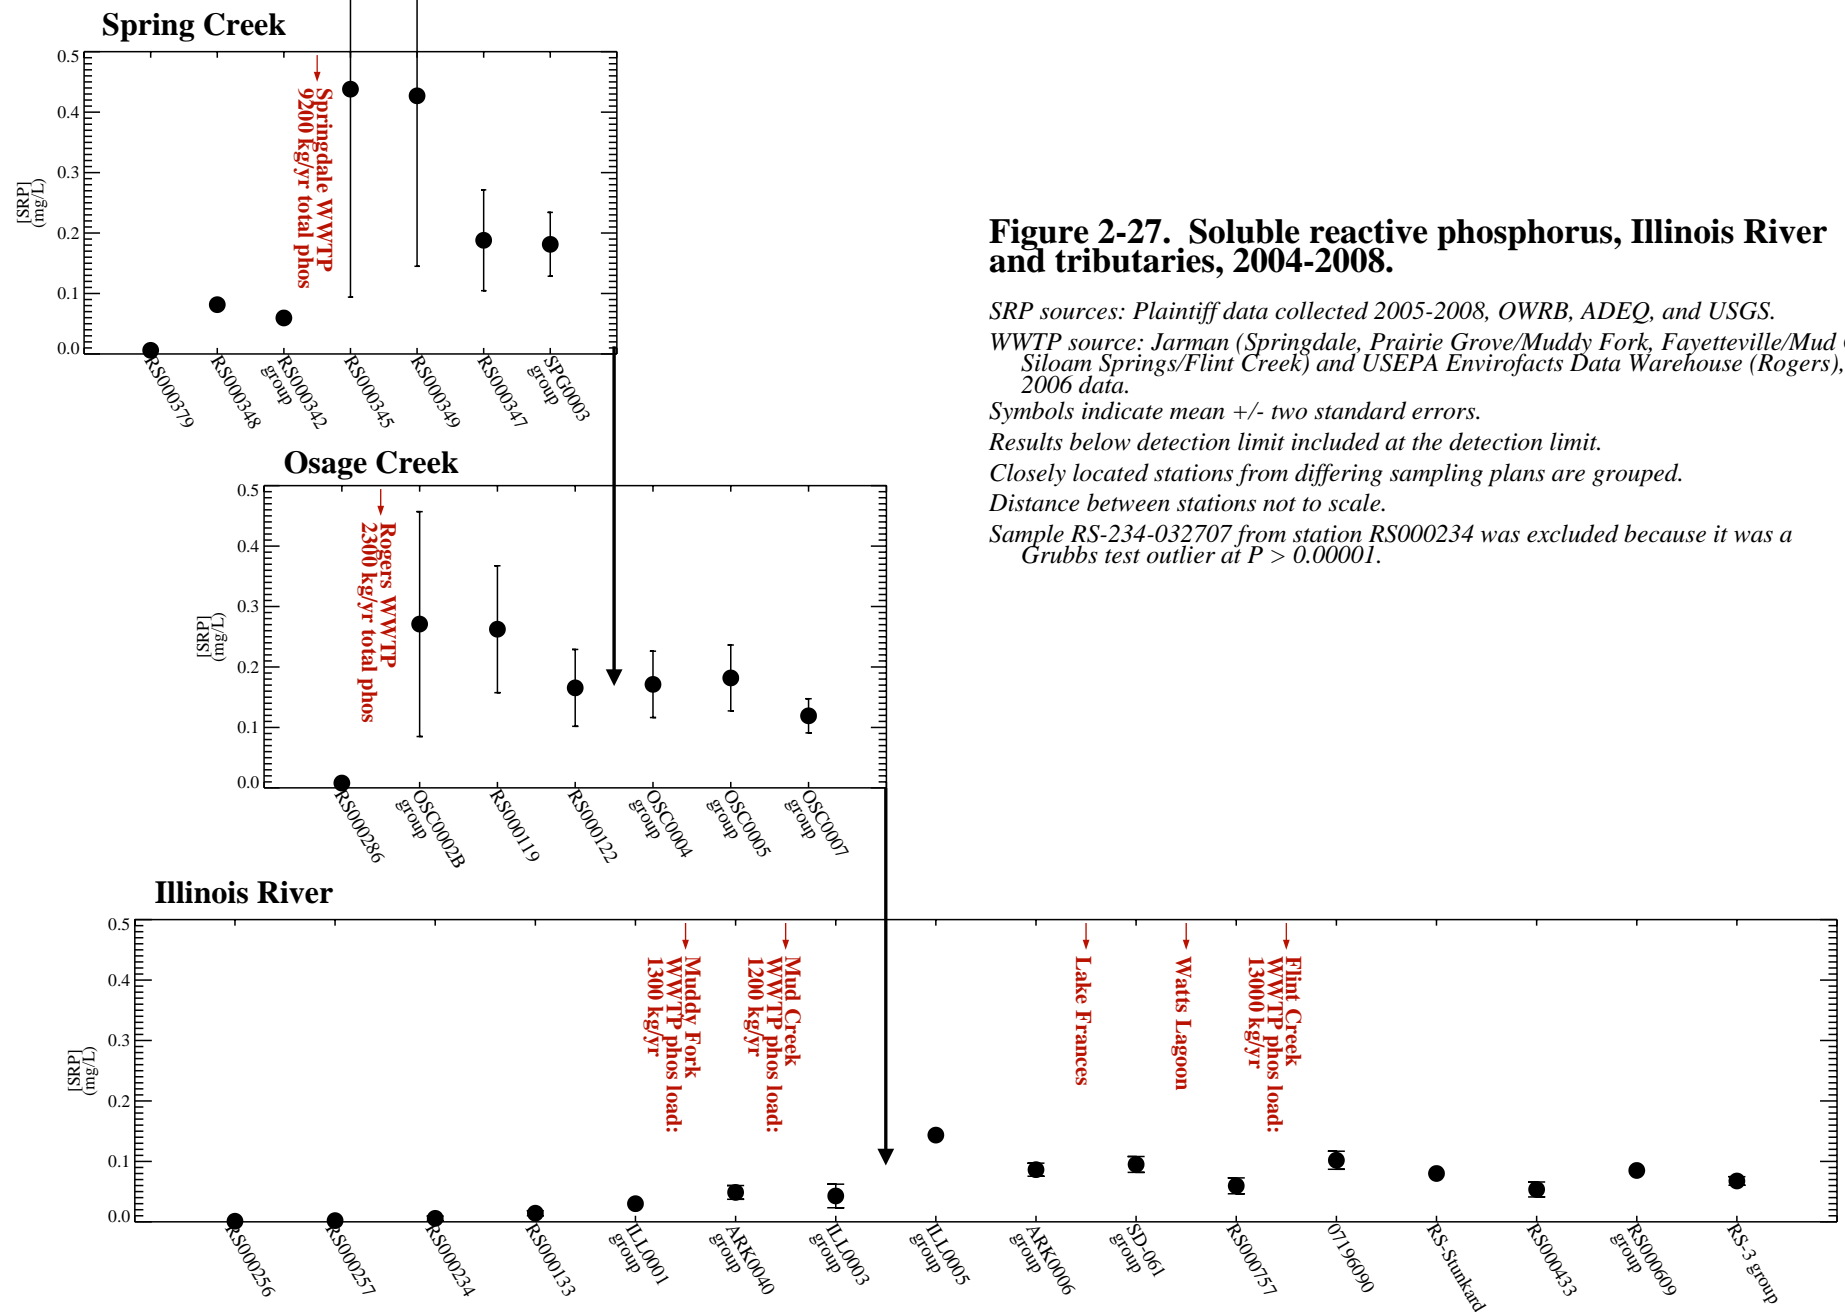 Spring Creek
0.5
0.4
0.3
0.2
0.1
0.0
[SRP]
(mg/L)
Springdale WWTP
9200 kg/yr total phos
RS000379
RS000348
RS000342
group
RS000345
RS000349
RS000347
SPG0003
group
Figure 2-27. Soluble reactive phosphorus, Illinois River
and tributaries, 2004-2008.
SRP sources: Plaintiff data collected 2005-2008, OWRB, ADEQ, and USGS.
WWTP source: Jarman (Springdale, Prairie Grove/Muddy Fork, Fayetteville/Mud
Siloam Springs/Flint Creek) and USEPA Envirofacts Data Warehouse (Rogers),
2006 data.
Symbols indicate mean +/- two standard errors.
Results below detection limit included at the detection limit.
Closely located stations from differing sampling plans are grouped.
Distance between stations not to scale.
Sample RS-234-032707 from station RS000234 was excluded because it was a
Grubbs test outlier at P > 0.00001.
Osage Creek
0.5
0.4
0.3
0.2
0.1
0.0
[SRP]
(mg/L)
Rogers WWTP
2300 kg/yr total phos
RS000286
OSC0002B
group
RS000119
RS000122
OSC0004
group
OSC0005
group
OSC0007
group
Illinois River
0.5
0.4
0.3
0.2
0.1
0.0
[SRP]
(mg/L)
Muddy Fork
WWTP phos load:
1300 kg/yr
Mud Creek
WWTP phos load:
1200 kg/yr
Lake Frances
Watts Lagoon
Flint Creek
WWTP phos load:
13000 kg/yr
RS000256
RS000257
RS000234
RS000133
ILL0001
group
ARK0040
group
ILL0003
group
ILL0005
ARK0006
group
SD-061
group
RS000757
07196090
RS-Stunkard
RS000433
RS000609
group
RS-3 group